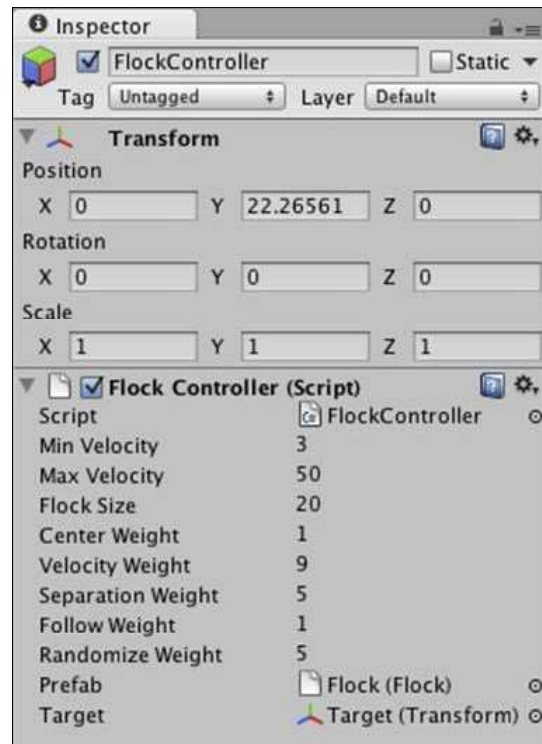 Inspector
FlockController Static
Tag Untagged Layer Default
Transform
Position
X 0 Y 22.26561 Z 0
Rotation
X 0 Y 0 Z 0
Scale
X 1 Y 1 Z 1
Flock Controller (Script)
Script FlockController
Min Velocity 3
Max Velocity 50
Flock Size 20
Center Weight 1
Velocity Weight 9
Separation Weight 5
Follow Weight 1
Randomize Weight 5
Prefab Flock (Flock)
Target Target (Transform)